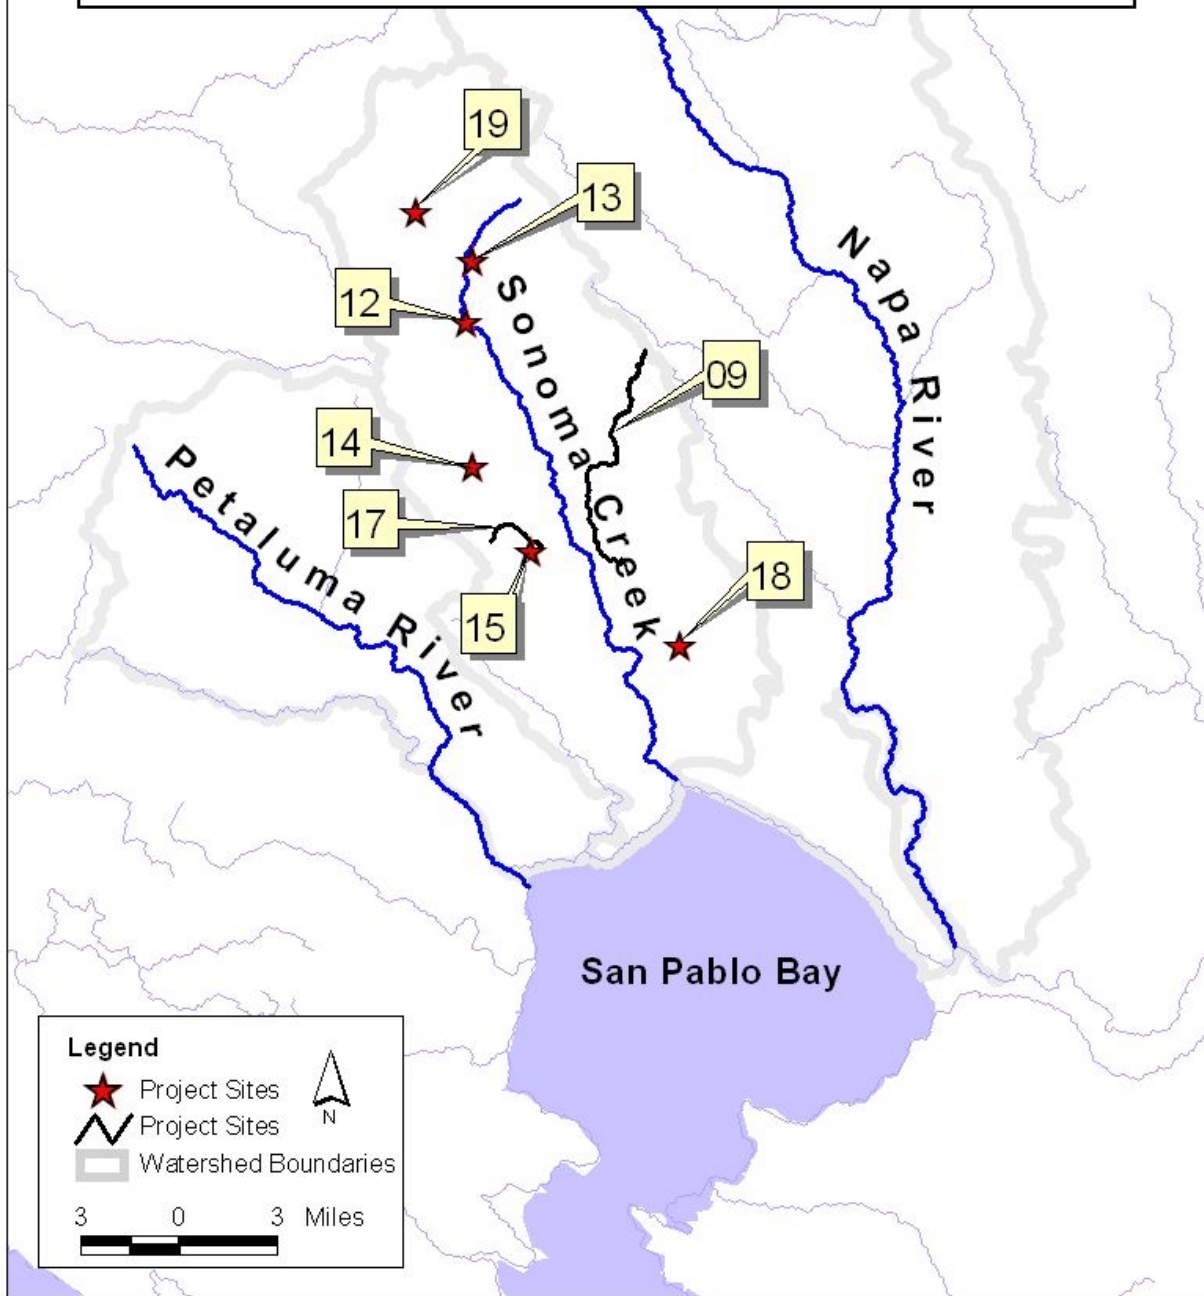 19
13
12
09
14
17
15
18
Sonoma Creek
Napa River
Petaluma River
San Pablo Bay
Legend
Project Sites
Project Sites
N
Watershed Boundaries
3 0 3 Miles